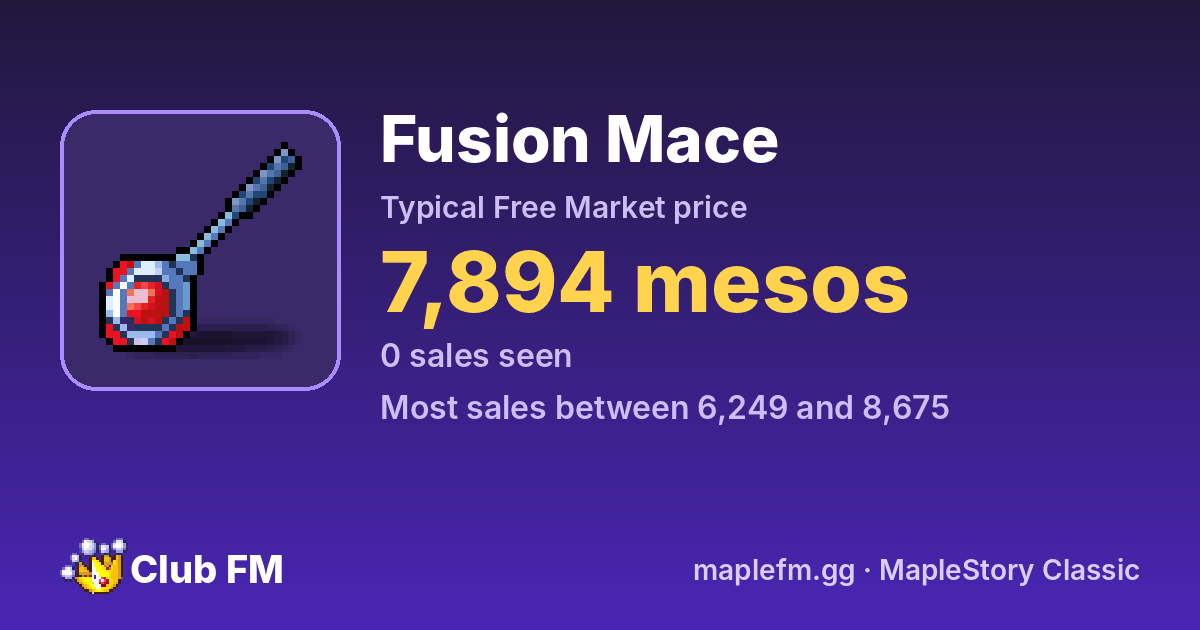 Fusion Mace
Typical Free Market price
7,894 mesos
0 sales seen
Most sales between 6,249 and 8,675
Club FM
maplefm.gg · MapleStory Classic